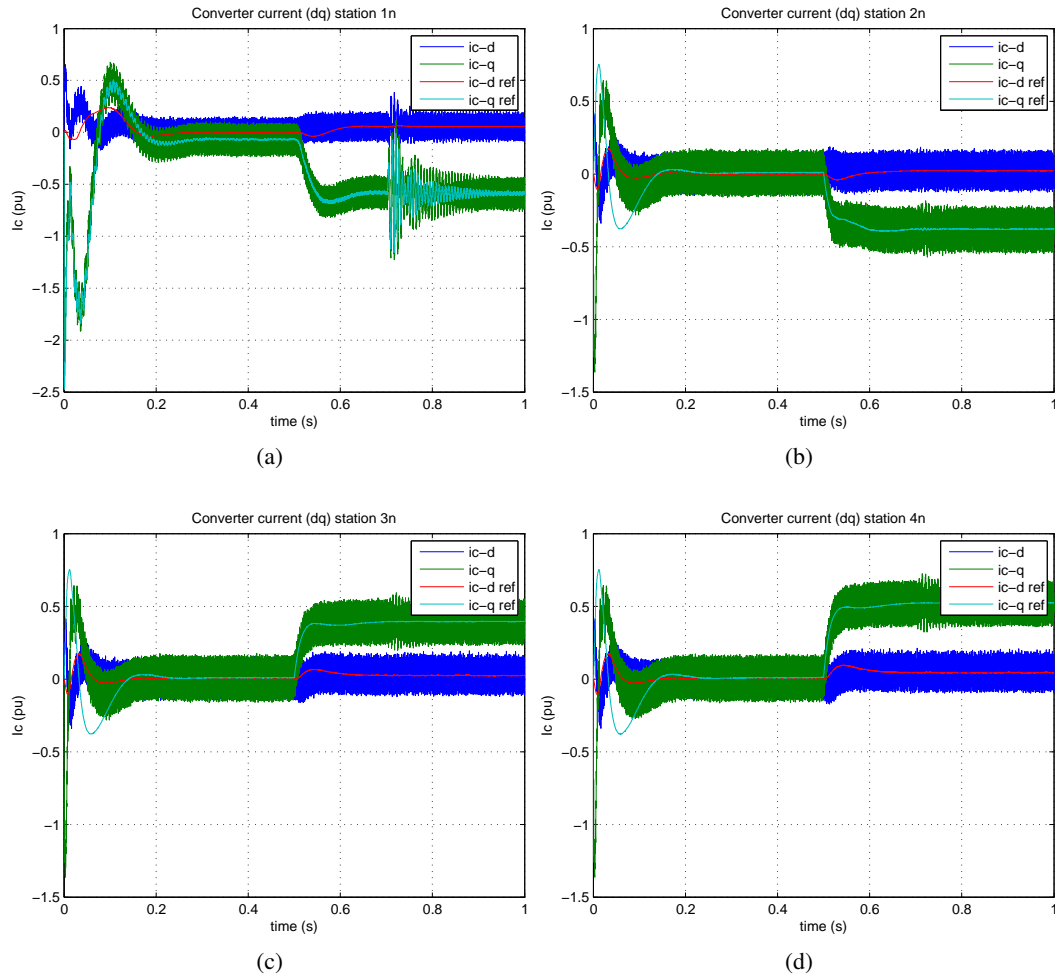 Converter current (dq) station 1n
1
0.5
0
−0.5
−1
−1.5
−2
−2.5
Ic (pu)
0 0.2 0.4 0.6 0.8 1
time (s)
ic−d
ic−q
ic−d ref
ic−q ref
(a)
Converter current (dq) station 2n
1
0.5
0
−0.5
−1
−1.5
Ic (pu)
0 0.2 0.4 0.6 0.8 1
time (s)
ic−d
ic−q
ic−d ref
ic−q ref
(b)
Converter current (dq) station 3n
1
0.5
0
−0.5
−1
−1.5
Ic (pu)
0 0.2 0.4 0.6 0.8 1
time (s)
ic−d
ic−q
ic−d ref
ic−q ref
(c)
Converter current (dq) station 4n
1
0.5
0
−0.5
−1
−1.5
Ic (pu)
0 0.2 0.4 0.6 0.8 1
time (s)
ic−d
ic−q
ic−d ref
ic−q ref
(d)